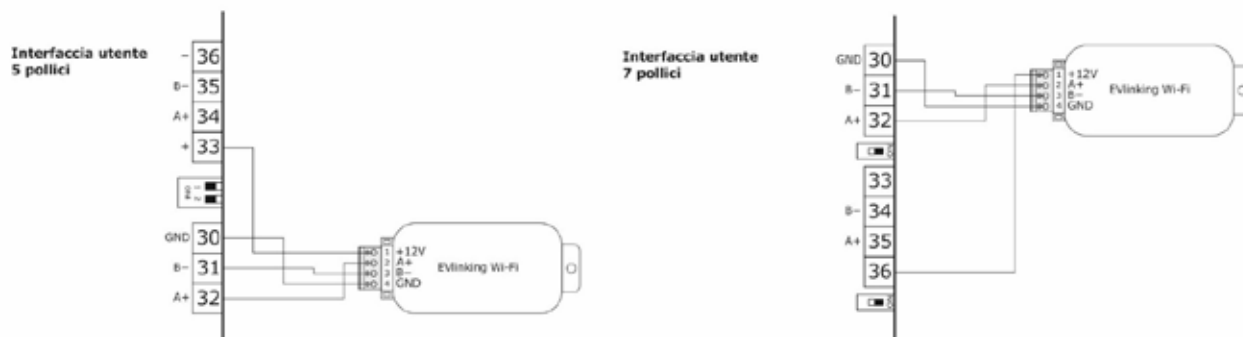 Interfaccia utente
5 pollici
− 36
B− 35
A+ 34
+ 33
GND 30
B− 31
A+ 32
1 +12V
2 A+
3 B−
4 GND
EVlinking Wi-Fi
Interfaccia utente
7 pollici
GND 30
B− 31
A+ 32
33
B− 34
A+ 35
36
1 +12V
2 A+
3 B−
4 GND
EVlinking Wi-Fi